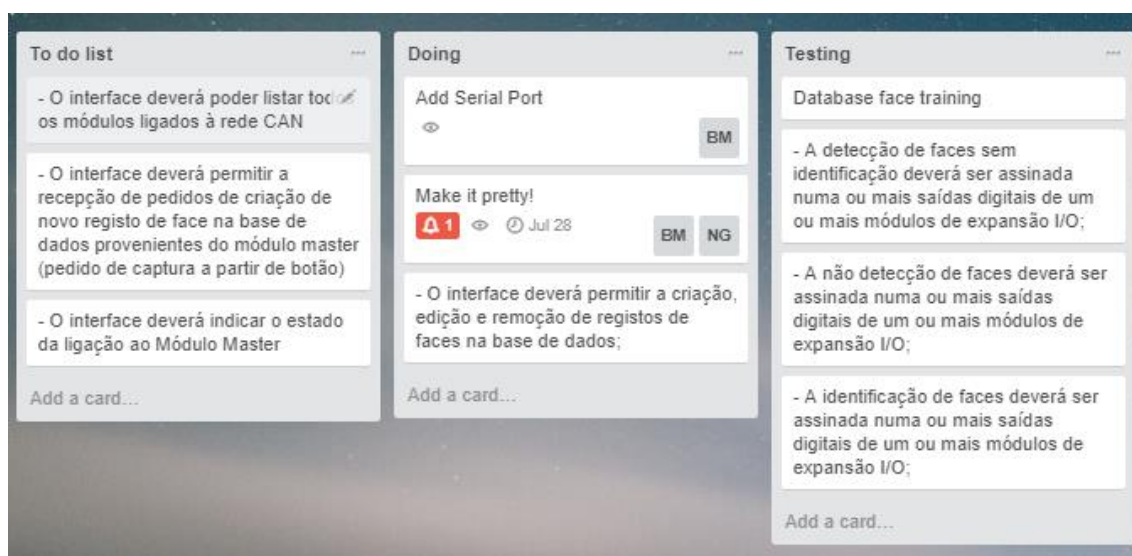 To do list
- O interface deverá poder listar
os módulos ligados à rede CAN
- O interface deverá permitir a
recepção de pedidos de criação de
novo registo de face na base de
dados provenientes do módulo master
(pedido de captura a partir de botão)
- O interface deverá indicar o estado
da ligação ao Módulo Master
Add a card...
Doing
Add Serial Port
BM
Make it pretty!
1
Jul 28
BM NG
- O interface deverá permitir a criação,
edição e remoção de registos de
faces na base de dados;
Add a card...
Testing
Database face training
- A detecção de faces sem
identificação deverá ser assinada
numa ou mais saídas digitais de um
ou mais módulos de expansão I/O;
- A não detecção de faces deverá ser
assinada numa ou mais saídas
digitais de um ou mais módulos de
expansão I/O;
- A identificação de faces deverá ser
assinada numa ou mais saídas
digitais de um ou mais módulos de
expansão I/O;
Add a card...